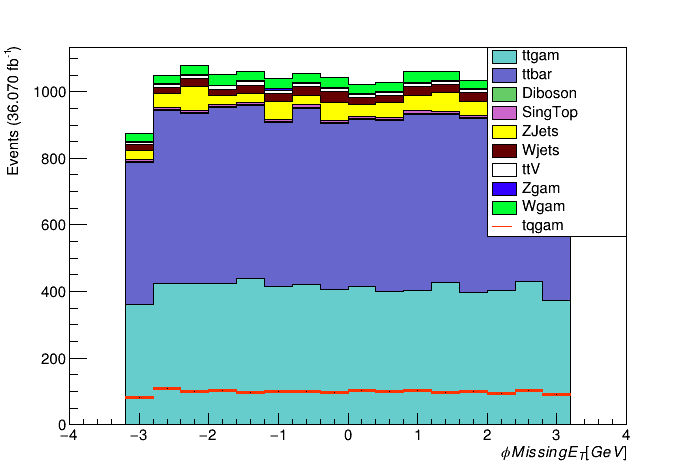 Events (36.070 fb⁻¹)
1000
800
600
400
200
0
−4 −3 −2 −1 0 1 2 3 4
ϕMissingE_T[GeV]
ttgam
ttbar
Diboson
SingTop
ZJets
Wjets
ttV
Zgam
Wgam
tqgam